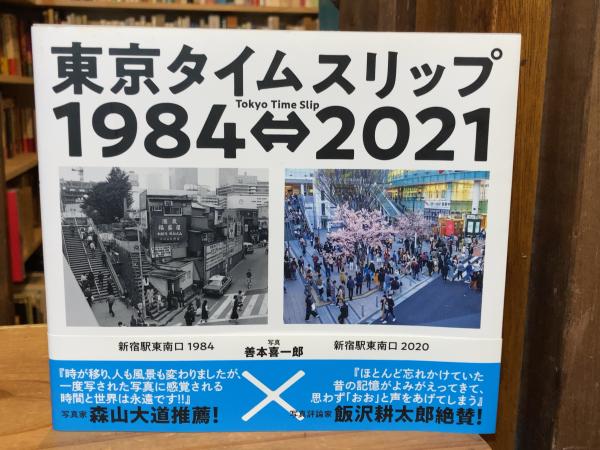 東京タイムスリップ
Tokyo Time Slip
1984⇔2021
新宿駅東南口 1984
写真
善本喜一郎
新宿駅東南口 2020
『時が移り、人も風景も変わりましたが、
一度写された写真に感覚される
時間と世界は永遠です!!』
写真家 森山大道推薦!
『ほとんど忘れかけていた
昔の記憶がよみがえってきて、
思わず「おお」と声をあげてしまう』
写真評論家 飯沢耕太郎絶賛!